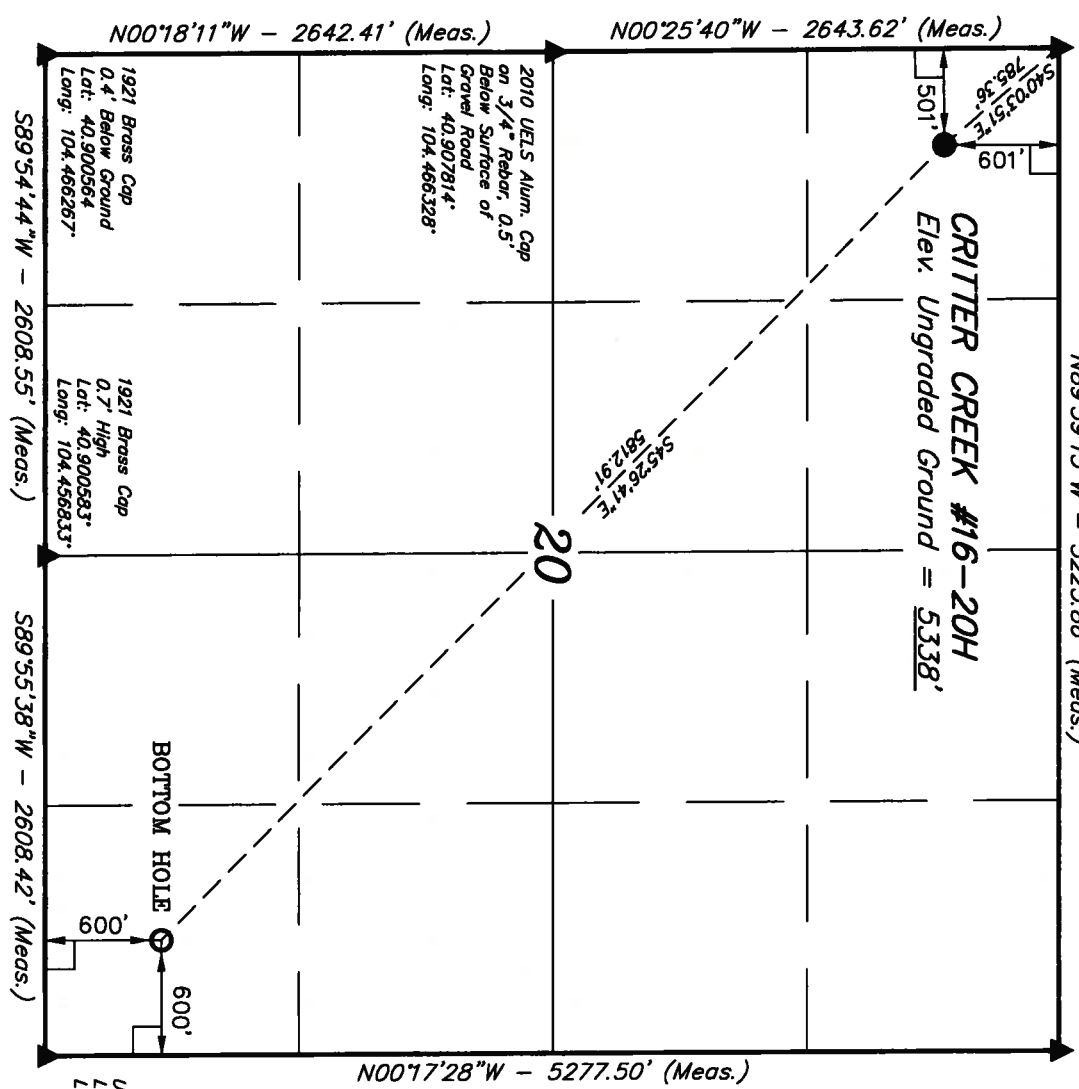 N00°18'11"W - 2642.41' (Meas.)
N00°25'40"W - 2643.62' (Meas.)
S40°03'51"E
785.36'
501'
601'
CRITTER CREEK #16-20H
Elev. Ungraded Ground = 5338'
2010 UELS Alum. Cap
on 3/4" Rebar, 0.5'
Below Surface of
Gravel Road
Lat: 40.907814°
Long: 104.466328°
1921 Brass Cap
0.4' Below Ground
Lat: 40.900564
Long: 104.466267°
S89°54'44"W - 2608.55' (Meas.)
1921 Brass Cap
0.7' High
Lat: 40.900583°
Long: 104.456833°
S45°26'41"E
5812.91'
20
BOTTOM HOLE
600'
600'
S89°55'38"W - 2608.42' (Meas.)
N00°17'28"W - 5277.50' (Meas.)
(Meas.)